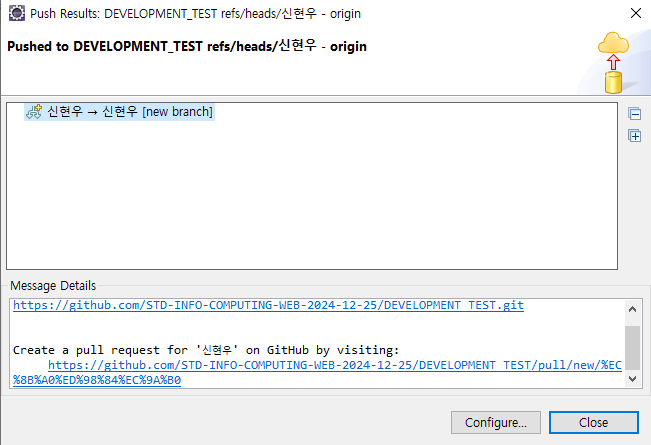 Push Results: DEVELOPMENT_TEST refs/heads/신현우 - origin
Pushed to DEVELOPMENT_TEST refs/heads/신현우 - origin
신현우 → 신현우 [new branch]
Message Details
https://github.com/STD-INFO-COMPUTING-WEB-2024-12-25/DEVELOPMENT_TEST.git
Create a pull request for '신현우' on GitHub by visiting:
https://github.com/STD-INFO-COMPUTING-WEB-2024-12-25/DEVELOPMENT_TEST/pull/new/%EC
%8B%A0%ED%98%84%EC%9A%B0
Configure...
Close